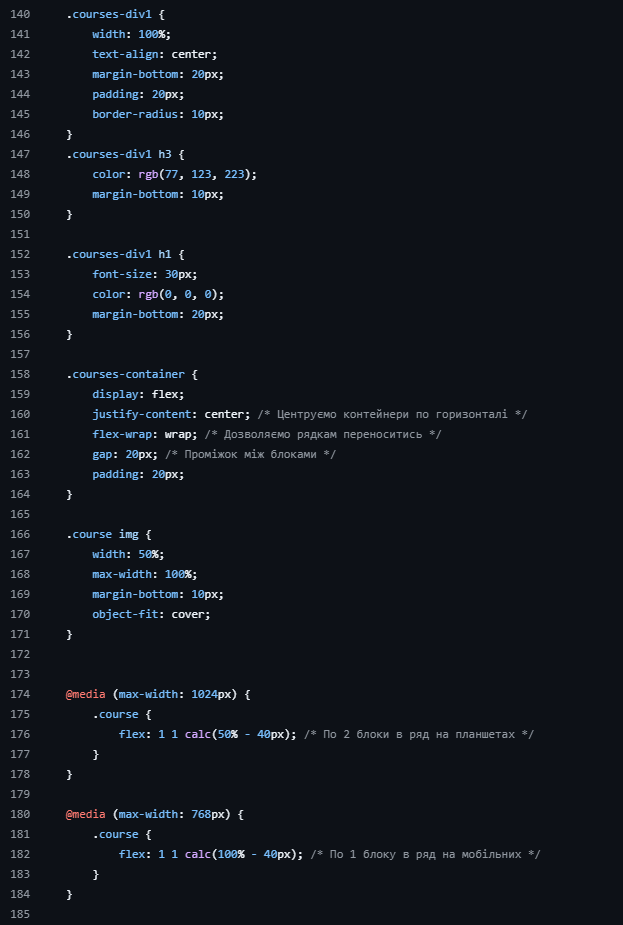 140 .courses-div1 {
141 width: 100%;
142 text-align: center;
143 margin-bottom: 20px;
144 padding: 20px;
145 border-radius: 10px;
146 }
147 .courses-div1 h3 {
148 color: rgb(77, 123, 223);
149 margin-bottom: 10px;
150 }
151
152 .courses-div1 h1 {
153 font-size: 30px;
154 color: rgb(0, 0, 0);
155 margin-bottom: 20px;
156 }
157
158 .courses-container {
159 display: flex;
160 justify-content: center; /* Центруємо контейнери по горизонталі */
161 flex-wrap: wrap; /* Дозволяємо рядкам переноситись */
162 gap: 20px; /* Проміжок між блоками */
163 padding: 20px;
164 }
165
166 .course img {
167 width: 50%;
168 max-width: 100%;
169 margin-bottom: 10px;
170 object-fit: cover;
171 }
172
173
174 @media (max-width: 1024px) {
175 .course {
176 flex: 1 1 calc(50% - 40px); /* По 2 блоки в ряд на планшетах */
177 }
178 }
179
180 @media (max-width: 768px) {
181 .course {
182 flex: 1 1 calc(100% - 40px); /* По 1 блоку в ряд на мобільних */
183 }
184 }
185